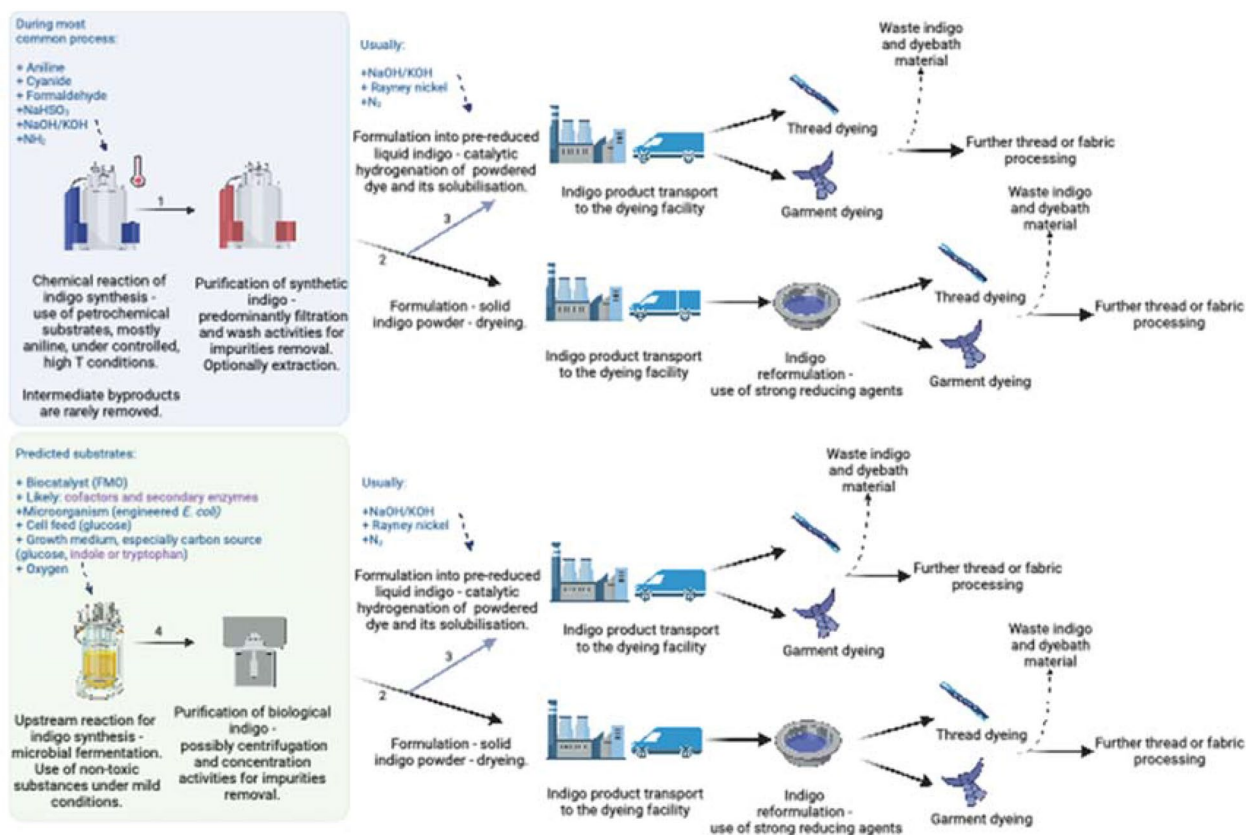 During most
common process:
+ Aniline
+ Cyanide
+ Formaldehyde
+NaHSO₃
+NaOH/KOH
+NH₂
1
Chemical reaction of
indigo synthesis -
use of petrochemical
substrates, mostly
aniline, under controlled,
high T conditions.
Intermediate byproducts
are rarely removed.
Purification of synthetic
indigo -
predominantly filtration
and wash activities for
impurities removal.
Optionally extraction.
Usually:
+NaOH/KOH
+ Rayney nickel
+N₂
Formulation into pre-reduced
liquid indigo - catalytic
hydrogenation of powdered
dye and its solubilisation.
3
2
Formulation - solid
indigo powder - dryeing.
Indigo product transport
to the dyeing facility
Thread dyeing
Garment dyeing
Waste indigo
and dyebath
material
Further thread or fabric
processing
Indigo product transport
to the dyeing facility
Indigo
reformulation -
use of strong reducing agents
Thread dyeing
Garment dyeing
Waste indigo
and dyebath
material
Further thread or fabric
processing
Predicted substrates:
+ Biocatalyst (FMO)
+ Likely: cofactors and secondary enzymes
+Microorganism (engineered E. coli)
+ Cell feed (glucose)
+ Growth medium, especially carbon source
(glucose, indole or tryptophan)
+ Oxygen
4
Upstream reaction for
indigo synthesis -
microbial fermentation.
Use of non-toxic
substances under mild
conditions.
Purification of biological
indigo -
possibly centrifugation
and concentration
activities for impurities
removal.
Usually:
+NaOH/KOH
+ Rayney nickel
+N₂
Formulation into pre-reduced
liquid indigo - catalytic
hydrogenation of powdered
dye and its solubilisation.
3
2
Formulation - solid
indigo powder - dryeing.
Indigo product transport
to the dyeing facility
Garment dyeing
Waste indigo
and dyebath
material
Further thread or fabric
processing
Indigo product transport
to the dyeing facility
Indigo
reformulation -
use of strong reducing agents
Thread dyeing
Garment dyeing
Waste indigo
and dyebath
material
Further thread or fabric
processing